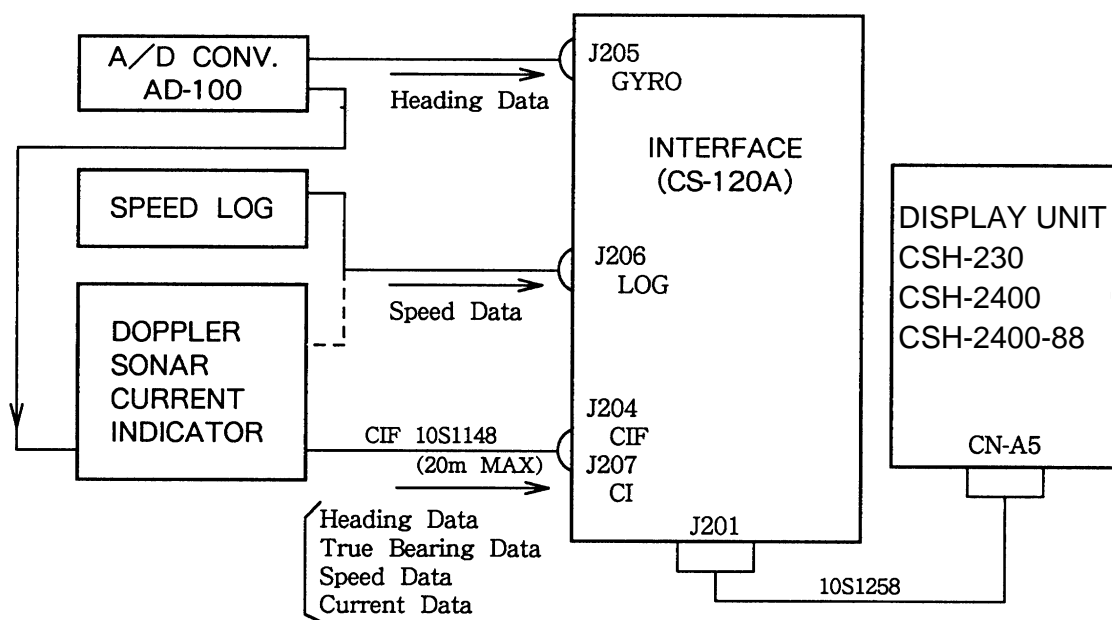 A/D CONV.
AD-100
Heading Data
J205
GYRO
INTERFACE
(CS-120A)
SPEED LOG
Speed Data
J206
LOG
DISPLAY UNIT
CSH-230
CSH-2400
CSH-2400-88
CN-A5
DOPPLER
SONAR
CURRENT
INDICATOR
CIF 10S1148
(20m MAX)
J204
CIF
J207
CI
Heading Data
True Bearing Data
Speed Data
Current Data
J201
10S1258